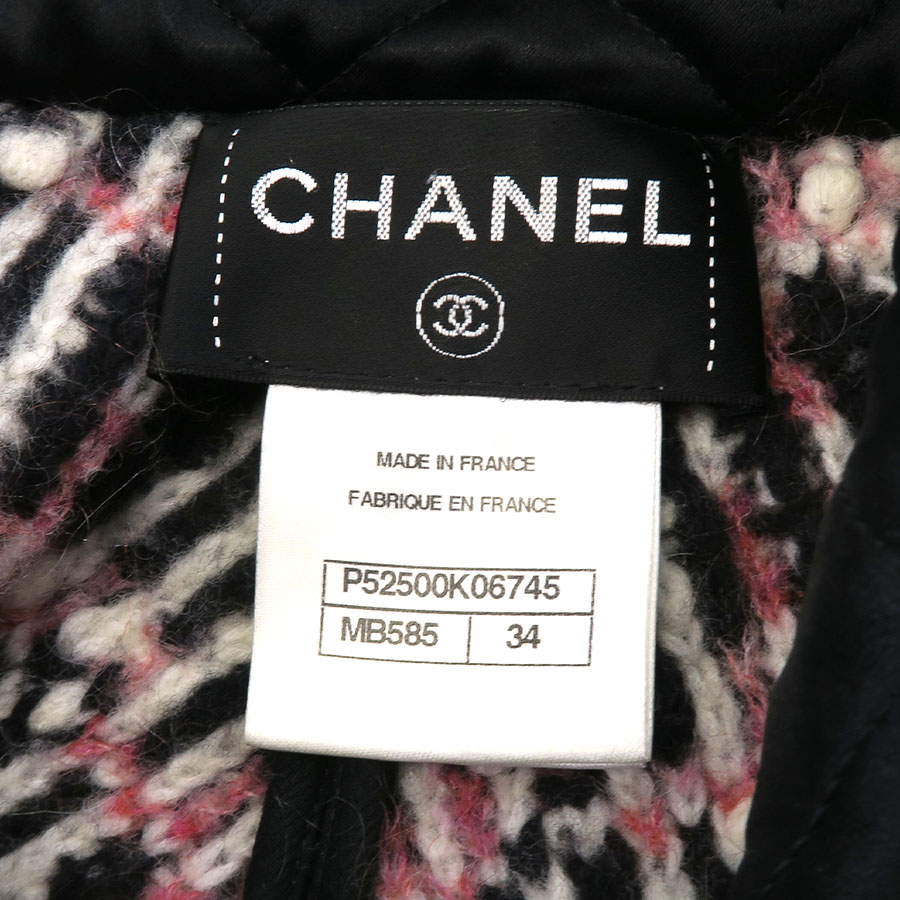 CHANEL
MADE IN FRANCE
FABRIQUE EN FRANCE
P52500K06745
MB585 34